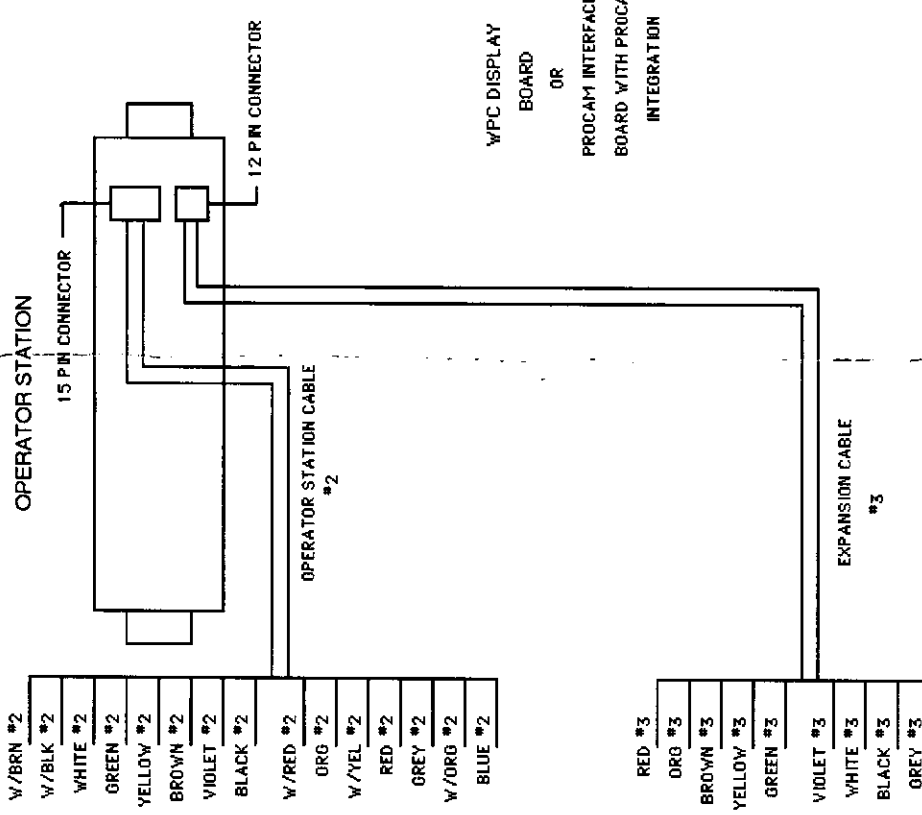 OPERATOR STATION
15 PIN CONNECTOR
12 PIN CONNECTOR
WPC DISPLAY
BOARD
OR
PROCAM INTERFACE
BOARD WITH
INTEGRATION
OPERATOR STATION CABLE
#2
W/BRN #2
W/BLK #2
WHITE #2
GREEN #2
YELLOW #2
BROWN #2
VIOLET #2
BLACK #2
W/RED #2
ORG #2
W/YEL #2
RED #2
GREY #2
W/ORG #2
BLUE #2
EXPANSION CABLE
#3
RED #3
ORG #3
BROWN #3
YELLOW #3
GREEN #3
VIOLET #3
WHITE #3
BLACK #3
GREY #3